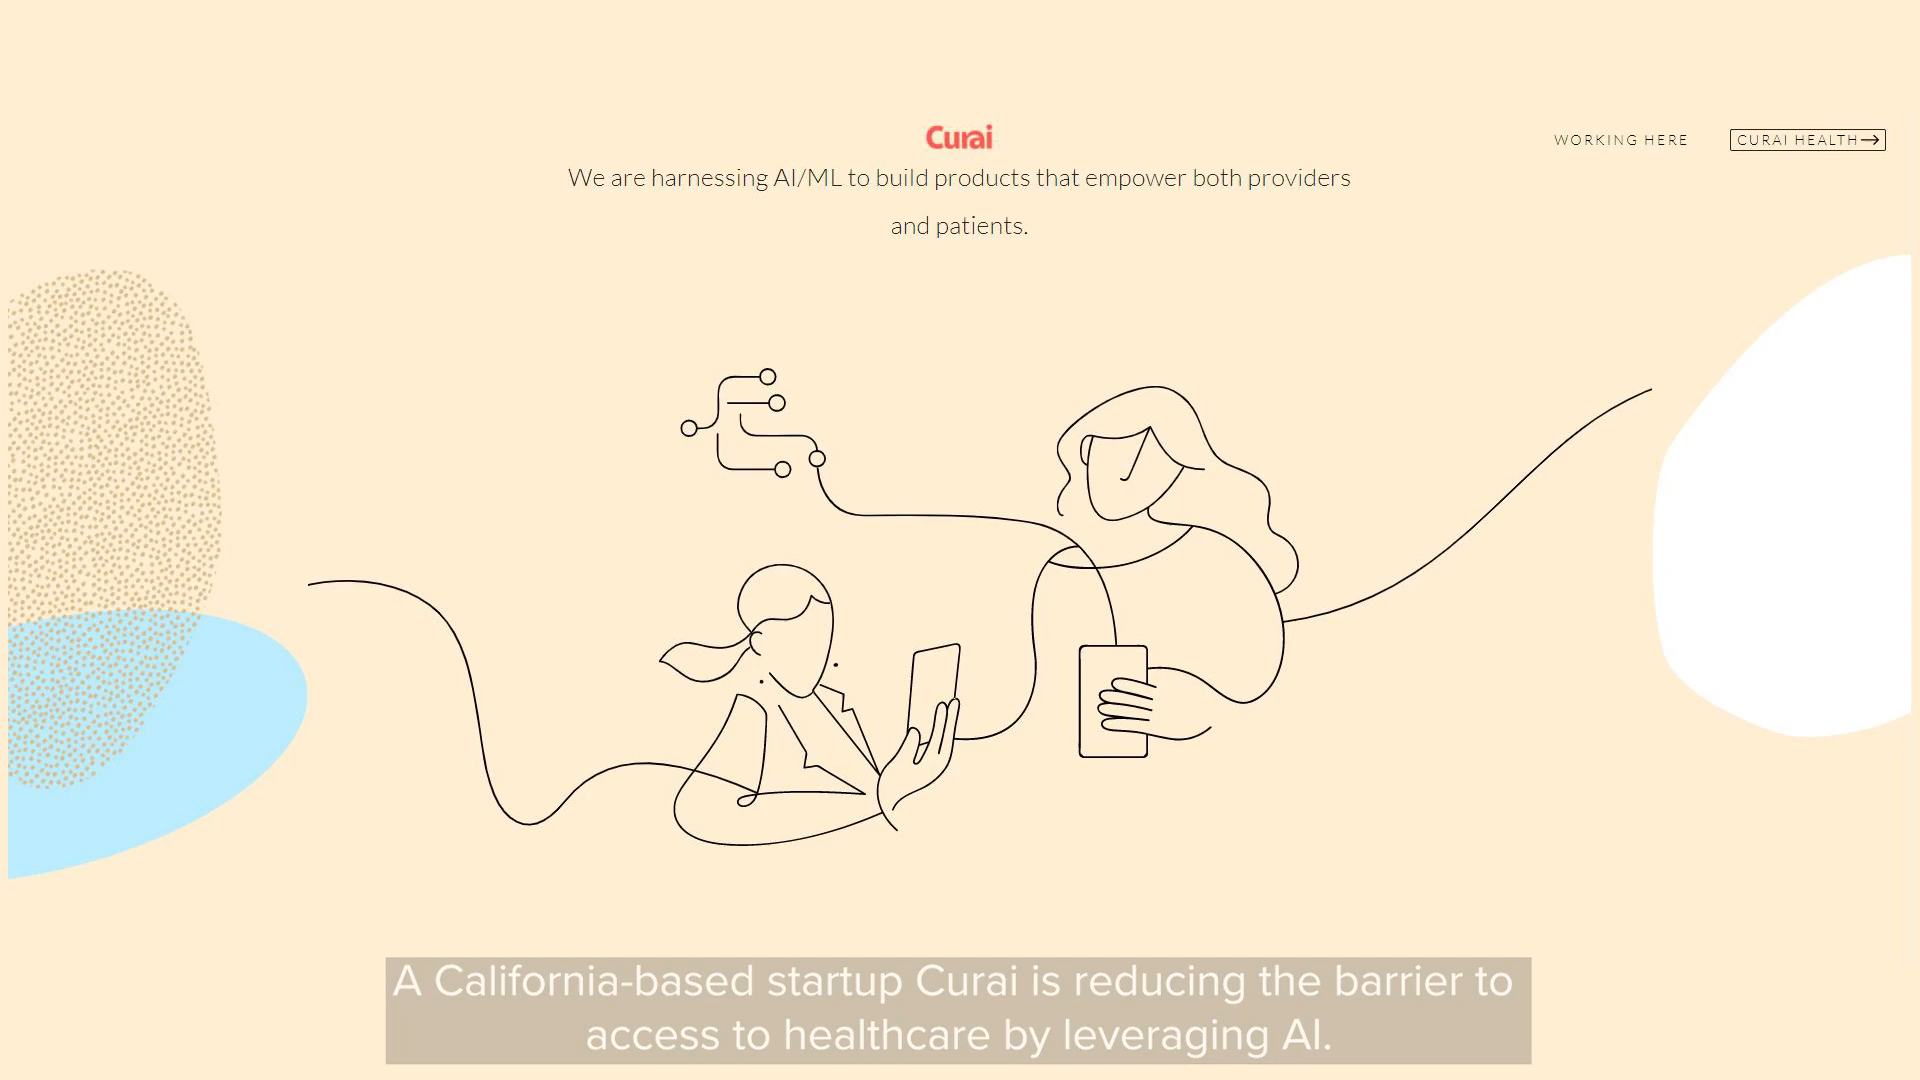 Curai
WORKING HERE
CURAI HEALTH→
We are harnessing AI/ML to build products that empower both providers
and patients.
A California-based startup Curai is reducing the barrier to
access to healthcare by leveraging AI.